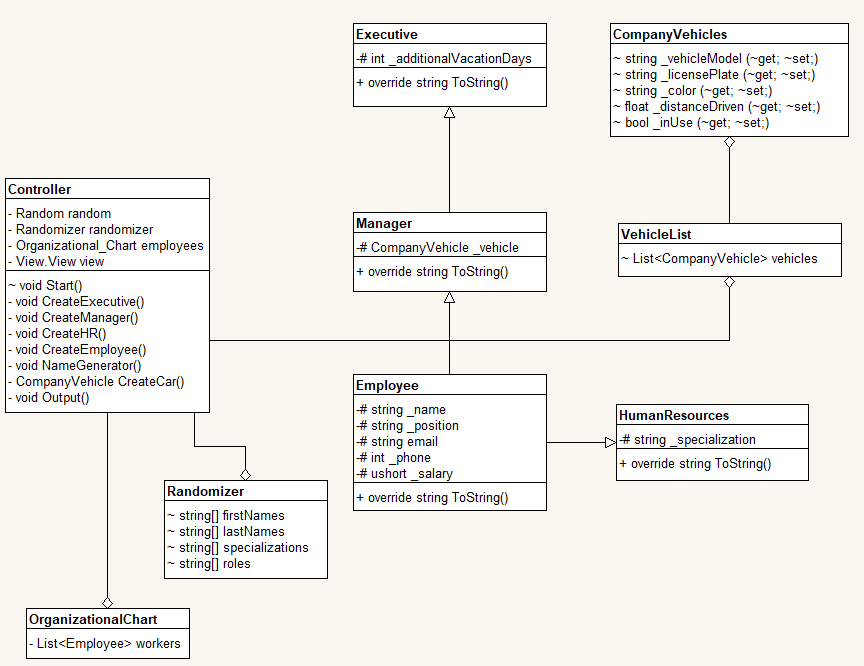 Executive
-# int _additionalVacationDays
+ override string ToString()
CompanyVehicles
~ string _vehicleModel (~get; ~set;)
~ string _licensePlate (~get; ~set;)
~ string _color (~get; ~set;)
~ float _distanceDriven (~get; ~set;)
~ bool _inUse (~get; ~set;)
Controller
- Random random
- Randomizer randomizer
- Organizational_Chart employees
- View.View view
~ void Start()
- void CreateExecutive()
- void CreateManager()
- void CreateHR()
- void CreateEmployee()
- void NameGenerator()
- CompanyVehicle CreateCar()
- void Output()
Manager
-# CompanyVehicle _vehicle
+ override string ToString()
VehicleList
~ List<CompanyVehicle> vehicles
Employee
-# string _name
-# string _position
-# string email
-# int _phone
-# ushort _salary
+ override string ToString()
HumanResources
-# string _specialization
+ override string ToString()
Randomizer
~ string[] firstNames
~ string[] lastNames
~ string[] specializations
~ string[] roles
OrganizationalChart
- List<Employee> workers